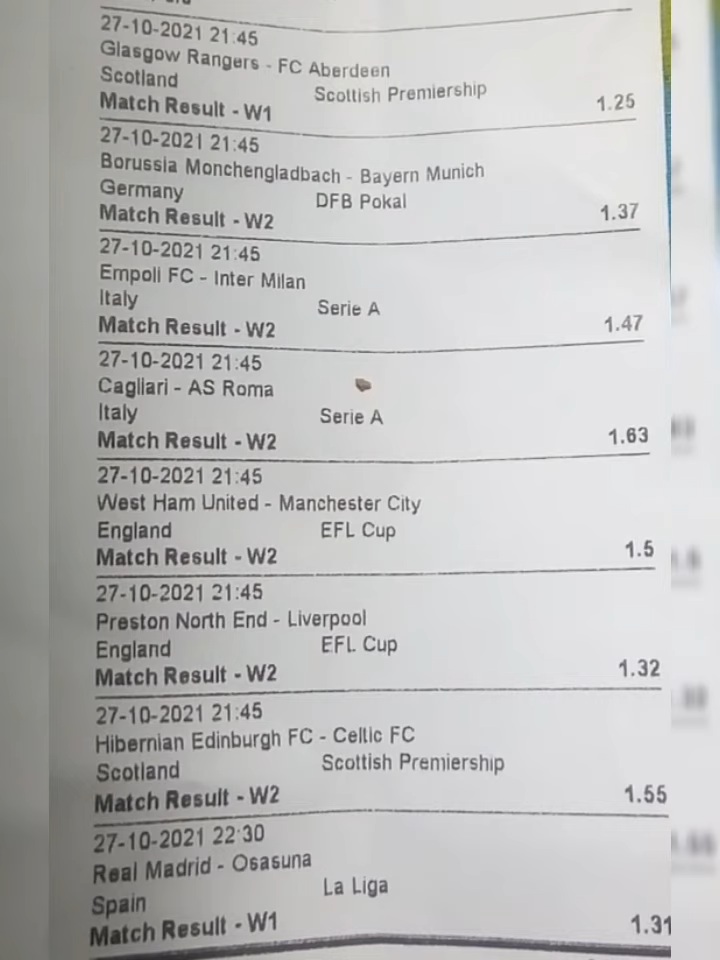 27-10-2021 21:45
Glasgow Rangers - FC Aberdeen
Scotland Scottish Premiership
Match Result - W1 1.25
27-10-2021 21:45
Borussia Monchengladbach - Bayern Munich
Germany DFB Pokal
Match Result - W2 1.37
27-10-2021 21:45
Empoli FC - Inter Milan
Italy Serie A
Match Result - W2 1.47
27-10-2021 21:45
Cagliari - AS Roma
Italy Serie A
Match Result - W2 1.63
27-10-2021 21:45
West Ham United - Manchester City
England EFL Cup
Match Result - W2 1.5
27-10-2021 21:45
Preston North End - Liverpool
England EFL Cup
Match Result - W2 1.32
27-10-2021 21:45
Hibernian Edinburgh FC - Celtic FC
Scotland Scottish Premiership
Match Result - W2 1.55
27-10-2021 22:30
Real Madrid - Osasuna
Spain La Liga
Match Result - W1 1.31